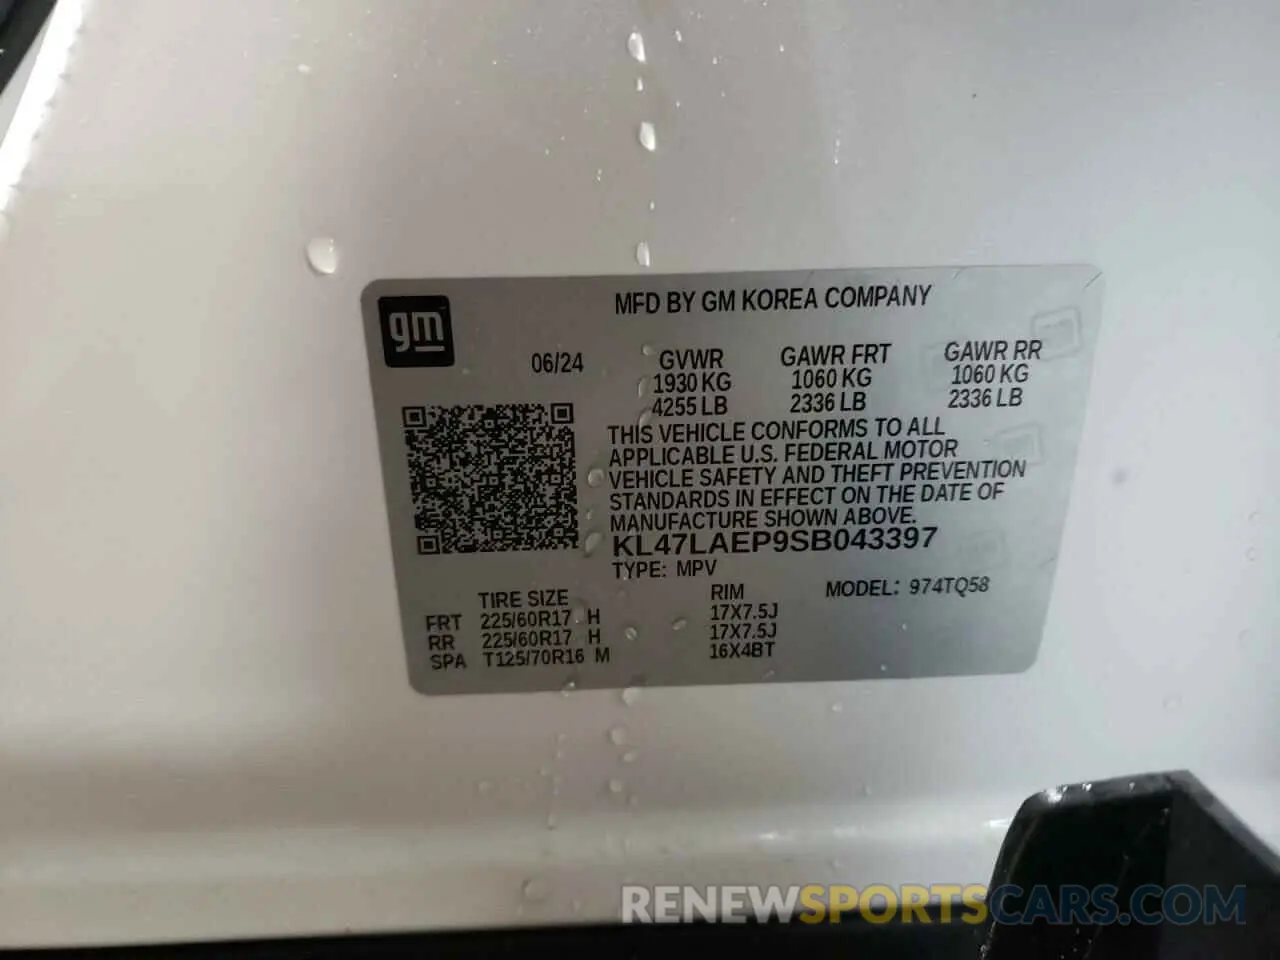 gm
MFD BY GM KOREA COMPANY
06/24
GVWR GAWR FRT GAWR RR
1930 KG 1060 KG 1060 KG
4255 LB 2336 LB 2336 LB
THIS VEHICLE CONFORMS TO ALL
APPLICABLE U.S. FEDERAL MOTOR
VEHICLE SAFETY AND THEFT PREVENTION
STANDARDS IN EFFECT ON THE DATE OF
MANUFACTURE SHOWN ABOVE.
KL47LAEP9SB043397
TYPE: MPV
MODEL: 974TQ58
TIRE SIZE RIM
FRT 225/60R17 H 17X7.5J
RR 225/60R17 H 17X7.5J
SPA T125/70R16 M 16X4BT
RENEWSPORTSCARS.COM